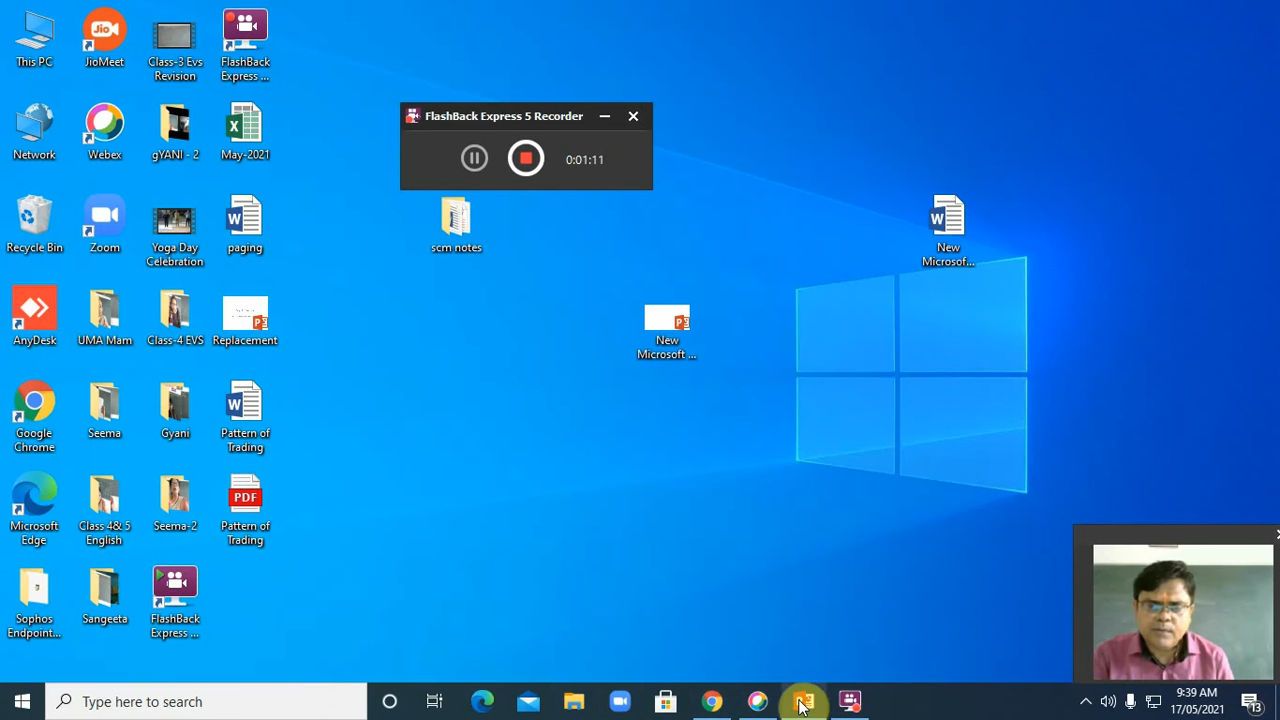 This PC
JioMeet
Class-3 Evs
Revision
FlashBack
Express ...
Network
Webex
gYANI - 2
May-2021
Recycle Bin
Zoom
Yoga Day
Celebration
paging
AnyDesk
UMA Mam
Class-4 EVS
Replacement
Google
Chrome
Seema
Gyani
Pattern of
Trading
Microsoft
Edge
Class 4& 5
English
Seema-2
PDF
Pattern of
Trading
Sophos
Endpoint...
Sangeeta
FlashBack
Express ...
FlashBack Express 5 Recorder
0:01:11
scm notes
New
Microsoft ...
New
Microsof...
Type here to search
9:39 AM
17/05/2021
13